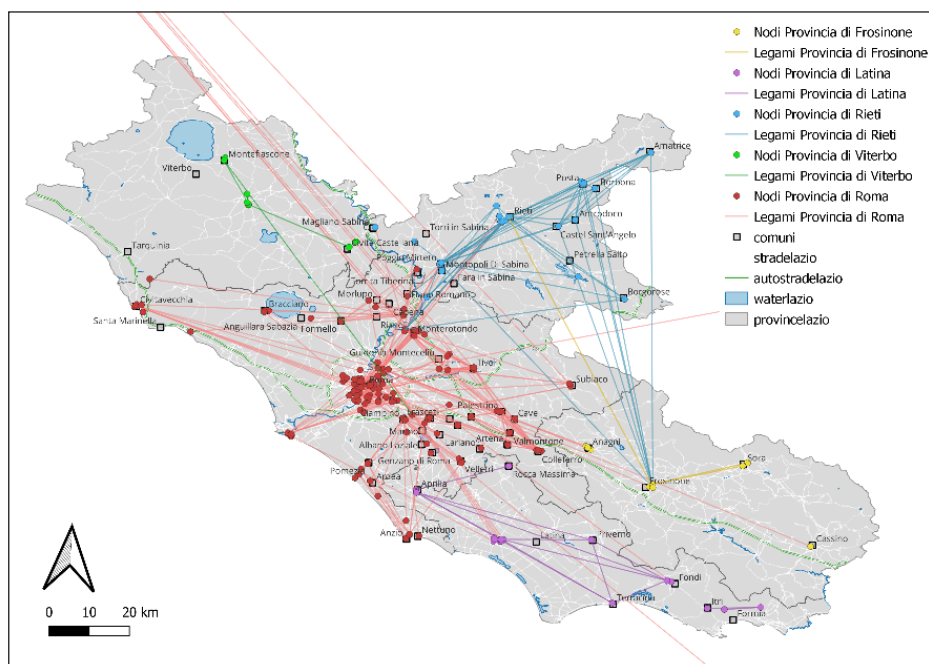 Nodi Provincia di Frosinone
Legami Provincia di Frosinone
Nodi Provincia di Latina
Legami Provincia di Latina
Nodi Provincia di Rieti
Legami Provincia di Rieti
Nodi Provincia di Viterbo
Legami Provincia di Viterbo
Nodi Provincia di Roma
Legami Provincia di Roma
comuni
stradelazio
autostradelazio
waterlazio
provincelazio
Amatrice
Montefiascone
Viterbo
Posta
Borbona
Magliano Sabina
Rieti
Antrodoco
Torri in Sabina
Castel Sant'Angelo
Tarquinia
Civita Castellana
Poggio Mirteto
Petrella Salto
Montopoli Di Sabina
Torrita Tiberina
Fara in Sabina
Fiano Romano
Borgorose
Civitavecchia
Morlupo
Bracciano
Capena
Santa Marinella
Anguillara Sabazia
Formello
Monterotondo
Guidonia Montecelio
Tivoli
Roma
Subiaco
Ciampino
Frascati
Palestrina
Cave
Marino
Albano Laziale
Lariano
Artena
Valmontone
Anagni
Colleferro
Genzano di Roma
Velletri
Rocca Massima
Sora
Pomezia
Ardea
Aprilia
Frosinone
Anzio
Nettuno
Latina
Priverno
Cassino
Fondi
Terracina
Itri
Formia
0 10 20 km